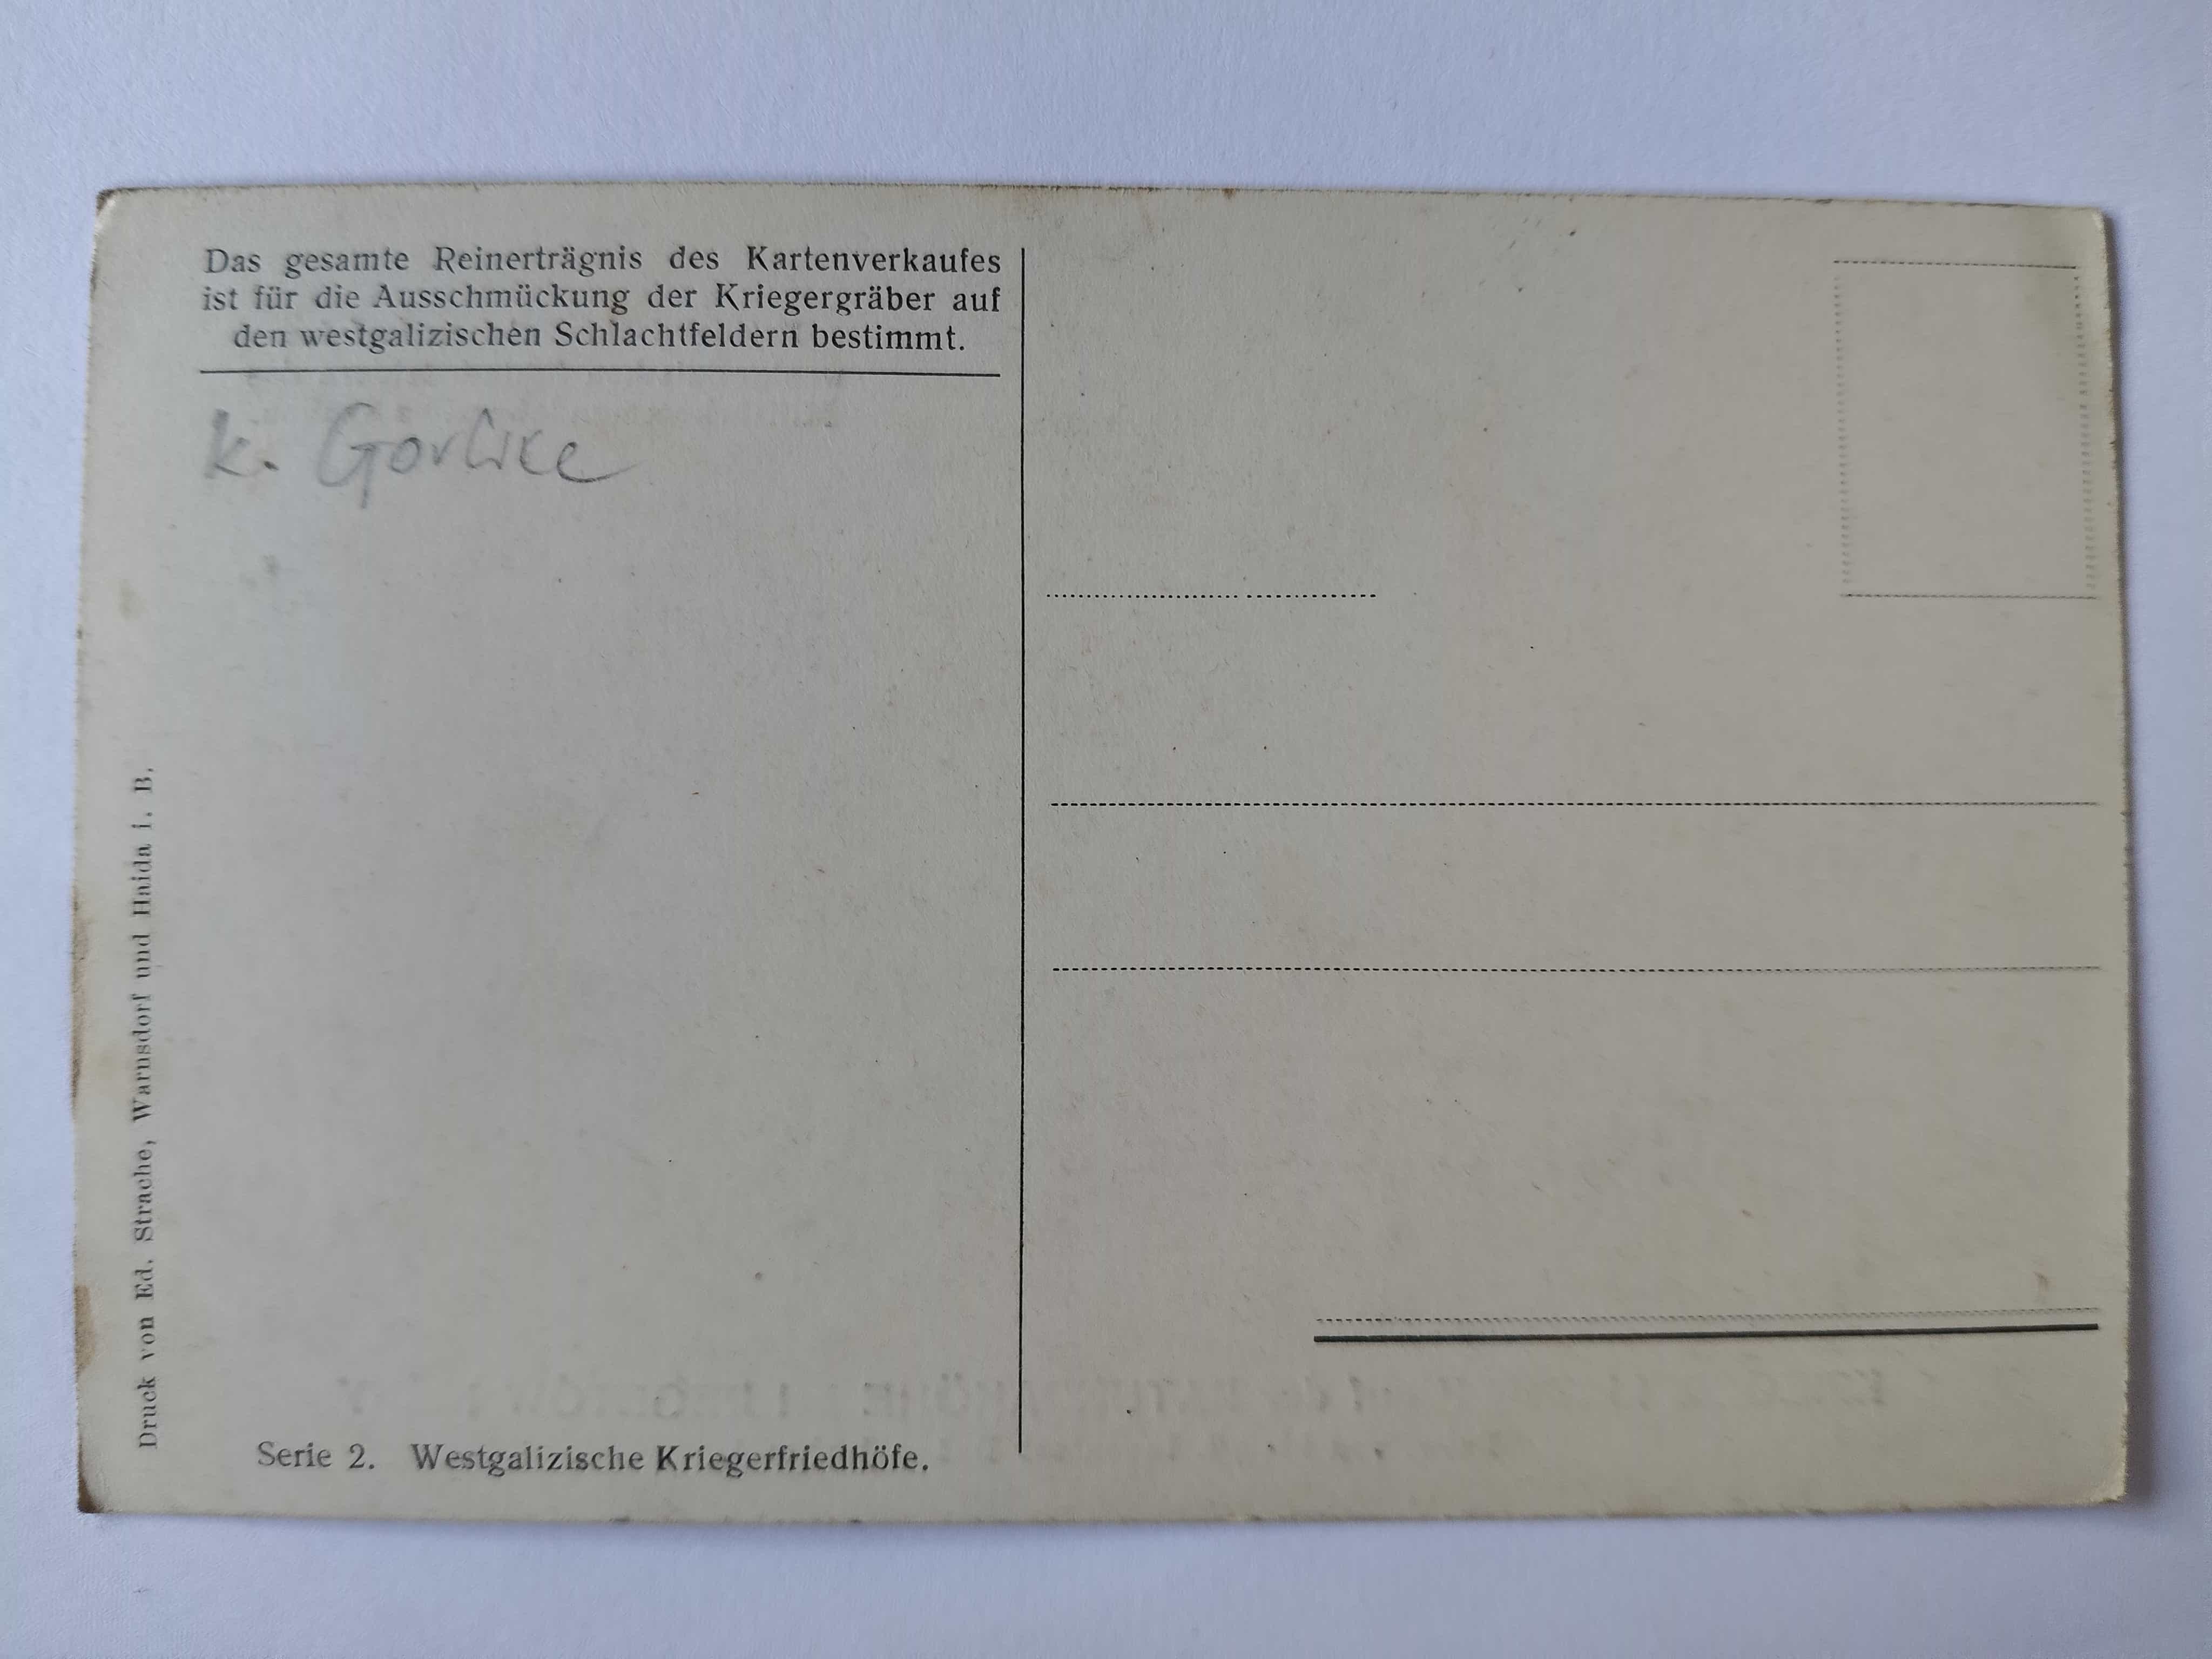 Das gesamte Reinerträgnis des Kartenverkaufes
ist für die Ausschmückung der Kriegergräber auf
den westgalizischen Schlachtfeldern bestimmt.
k. Gorlice
Druck von Ed. Strache, Warnsdorf und Haida i. B.
Serie 2. Westgalizische Kriegerfriedhöfe.